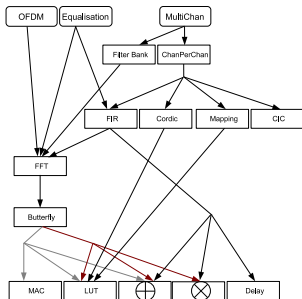 OFDM Equalisation MultiChan
Filter Bank ChanPerChan
FIR Cordic Mapping CIC
FFT
Butterfly
MAC LUT Delay